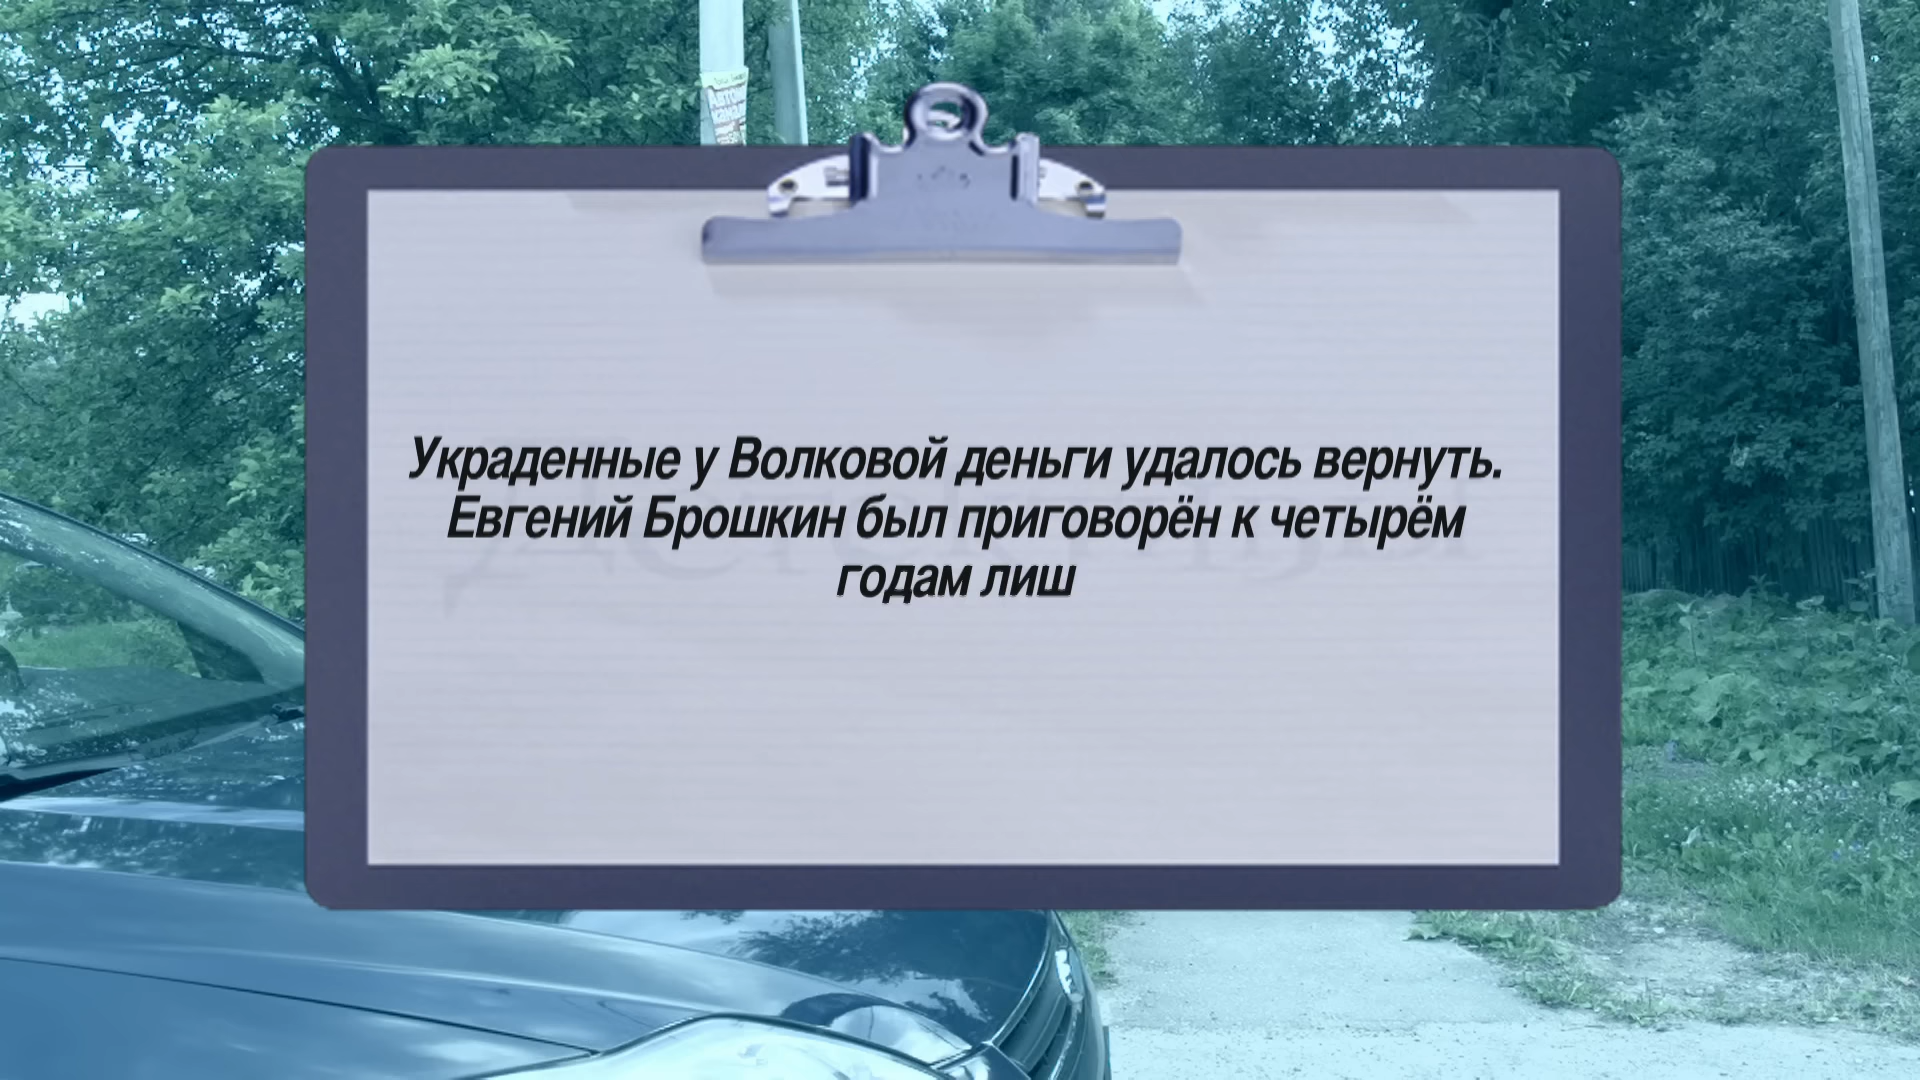 Украденные у Волковой деньги удалось вернуть.
Евгений Брошкин был приговорён к четырём
годам лиш